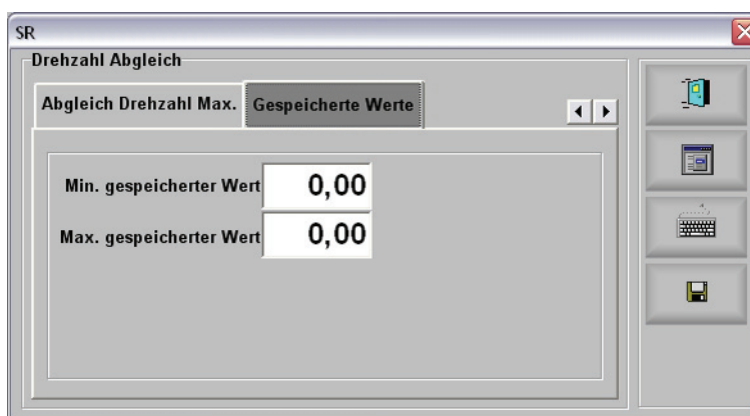 SR
Drehzahl Abgleich
Abgleich Drehzahl Max. Gespeicherte Werte
Min. gespeicherter Wert 0,00
Max. gespeicherter Wert 0,00